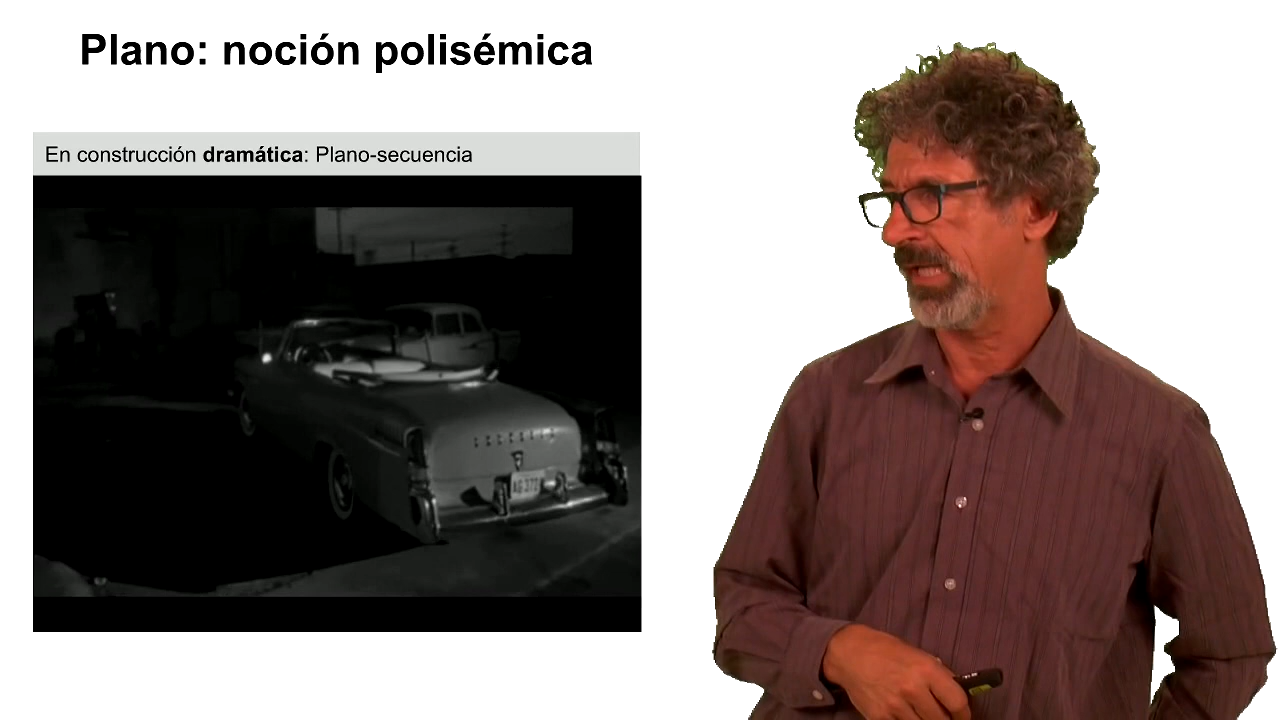 Plano: noción polisémica
En construcción dramática: Plano-secuencia